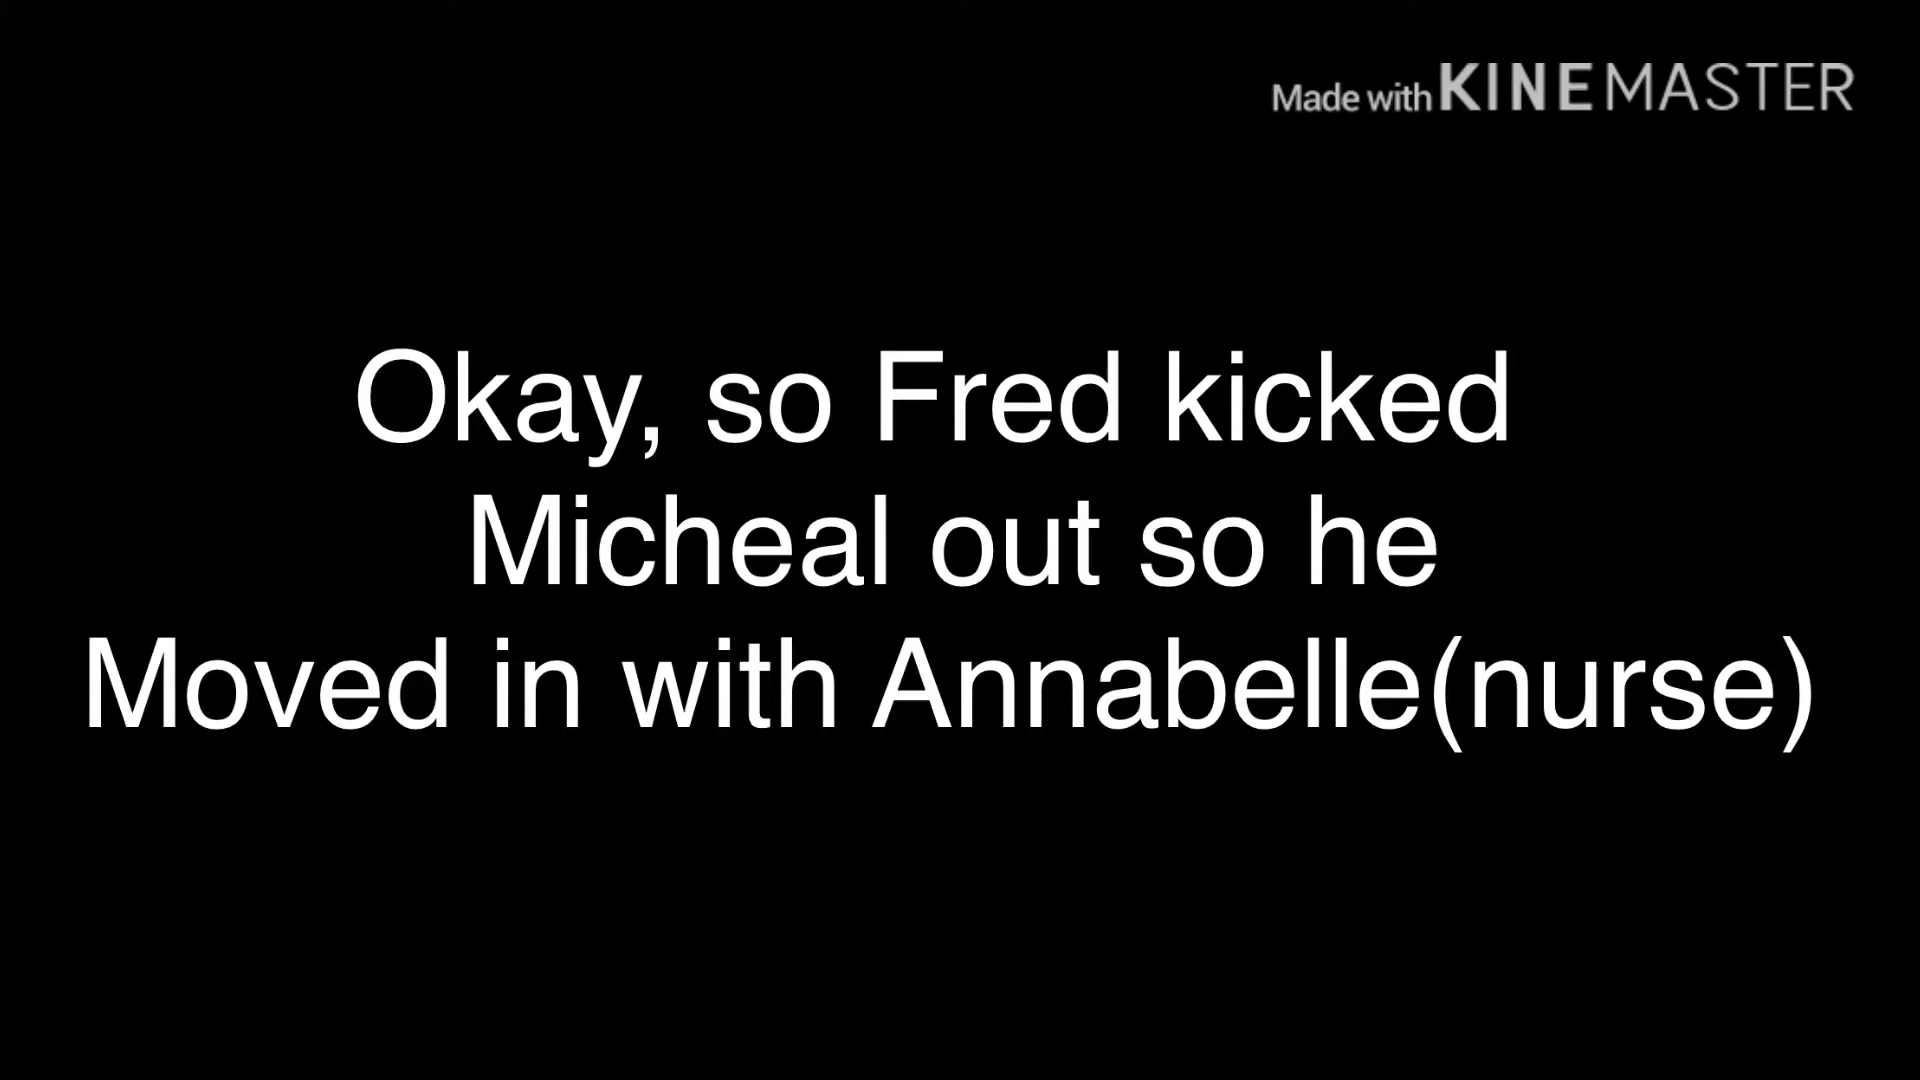 Made with KINEMASTER
Okay, so Fred kicked
Micheal out so he
Moved in with Annabelle(nurse)